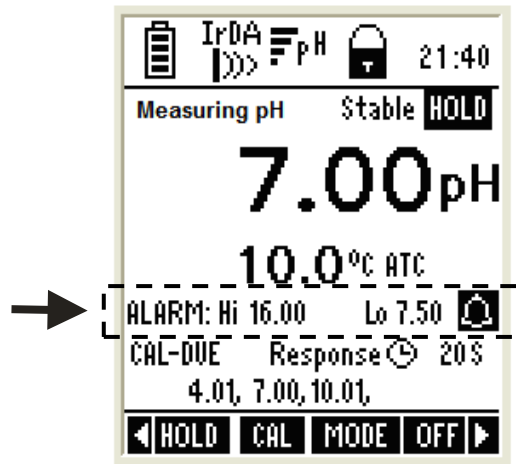 IrDA pH T 21:40
Measuring pH Stable HOLD
7.00pH
10.0°C ATC
ALARM: Hi 16.00 Lo 7.50
CAL-DUE Response 20 S
4.01, 7.00, 10.01,
HOLD CAL MODE OFF